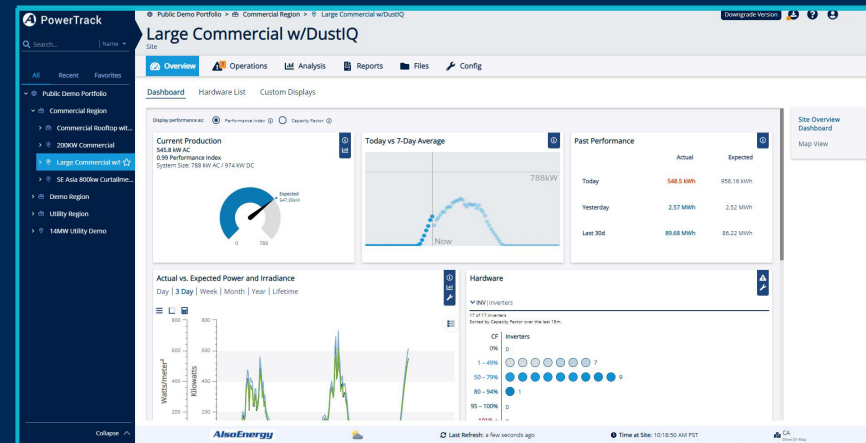 PowerTrack
Search...
Name
All Recent Favorites
Public Demo Portfolio
Commercial Region
Commercial Rooftop wit...
200KW Commercial
Large Commercial w/I
SE Asia 800kw Curtailme...
Demo Region
Utility Region
14MW Utility Demo
Collapse
Public Demo Portfolio > Commercial Region > Large Commercial w/DustIQ
Downgrade Version
Large Commercial w/DustIQ
Site
Overview Operations Analysis Reports Files Config
Dashboard Hardware List Custom Displays
Display performance as: Performance Index Capacity Factor
Site Overview
Dashboard
Map View
Current Production
545.8 kW AC
0.99 Performance Index
System Size: 788 kW AC / 974 kW DC
Expected
547.83kW
0 788
Today vs 7-Day Average
788kW
Now
Past Performance
Actual Expected
Today 548.5 kWh 956.16 kWh
Yesterday 2.57 MWh 2.52 MWh
Last 30d 89.68 MWh 86.22 MWh
Actual vs. Expected Power and Irradiance
Day | 3 Day | Week | Month | Year | Lifetime
800 800
600 600
400 400
200 200
Watts/meter²
Kilowatts
Hardware
INV | Inverters
17 of 17 Inverters
Sorted by Capacity Factor over the last 15m.
CF Inverters
0% 0
1 - 49% 7
50 - 79% 9
80 - 94% 1
95 - 100% 0
AlsoEnergy
Last Refresh: a few seconds ago
Time at Site: 10:18:50 AM PST
CA
Show On Map